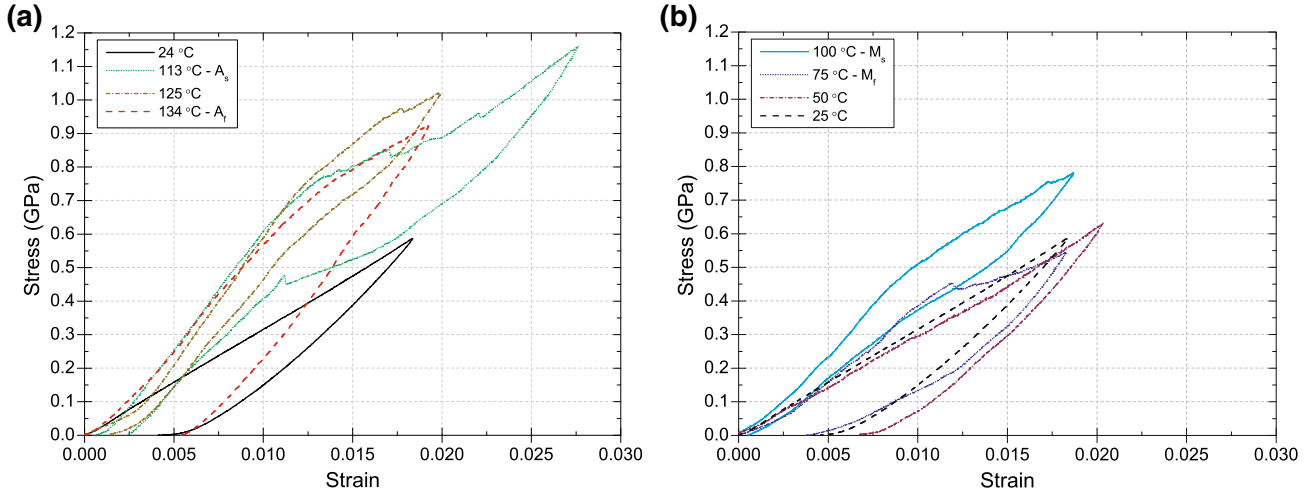 (a)
1.2
1.1
1.0
0.9
0.8
0.7
0.6
0.5
0.4
0.3
0.2
0.1
0.0
Stress (GPa)
24 °C
113 °C - As
125 °C
134 °C - Af
0.000 0.005 0.010 0.015 0.020 0.025 0.030
Strain
(b)
1.2
1.1
1.0
0.9
0.8
0.7
0.6
0.5
0.4
0.3
0.2
0.1
0.0
Stress (GPa)
100 °C - Ms
75 °C - Mf
50 °C
25 °C
0.000 0.005 0.010 0.015 0.020 0.025 0.030
Strain